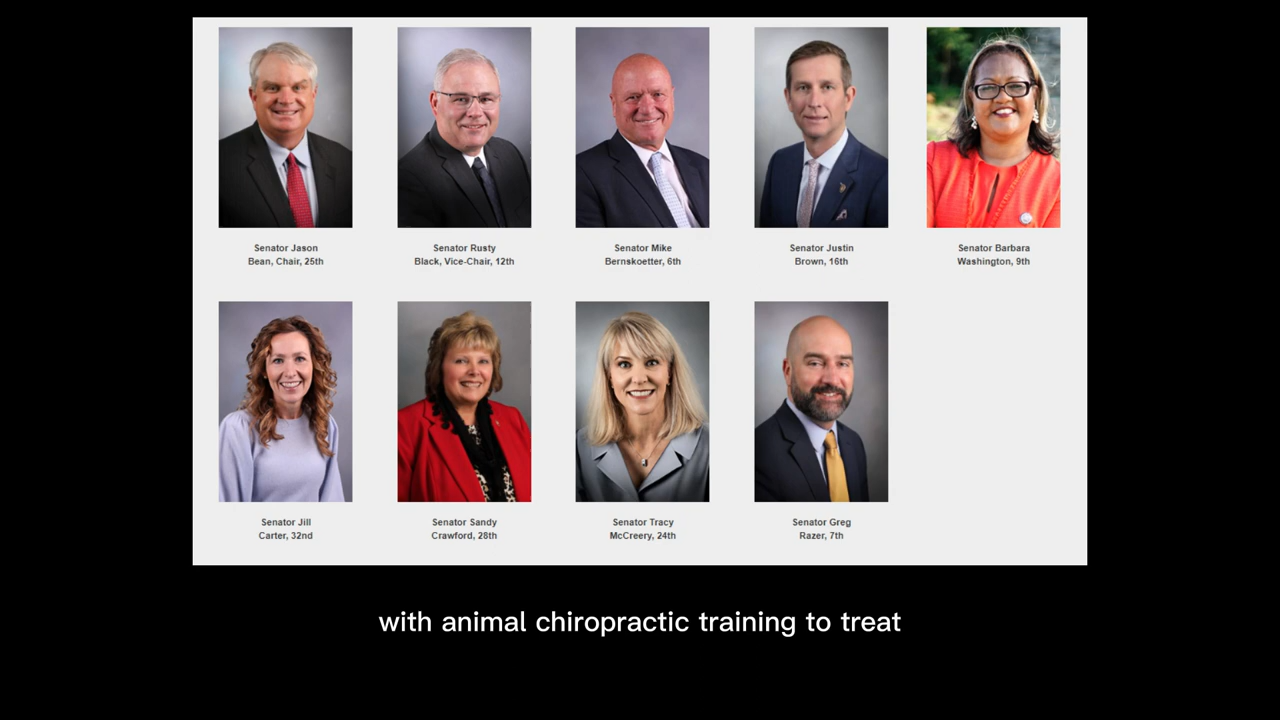 Senator Jason
Bean, Chair, 25th
Senator Rusty
Black, Vice-Chair, 12th
Senator Mike
Bernskoetter, 6th
Senator Justin
Brown, 16th
Senator Barbara
Washington, 9th
Senator Jill
Carter, 32nd
Senator Sandy
Crawford, 28th
Senator Tracy
McCreery, 24th
Senator Greg
Razer, 7th
with animal chiropractic training to treat